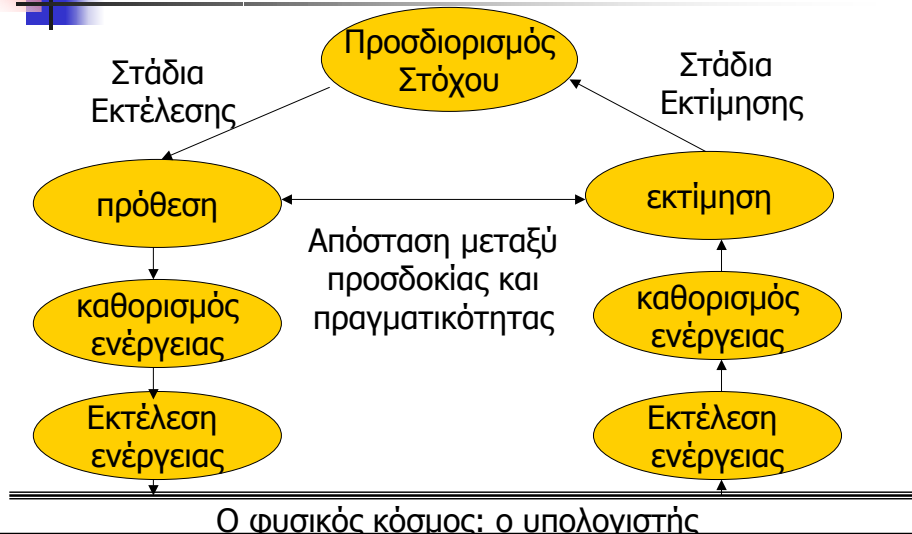 Προσδιορισμός
Στόχου
Στάδια
Εκτέλεσης
Στάδια
Εκτίμησης
πρόθεση
εκτίμηση
Απόσταση μεταξύ
προσδοκίας και
πραγματικότητας
καθορισμός
ενέργειας
καθορισμός
ενέργειας
Εκτέλεση
ενέργειας
Εκτέλεση
ενέργειας
Ο φυσικός κόσμος: ο υπολογιστής